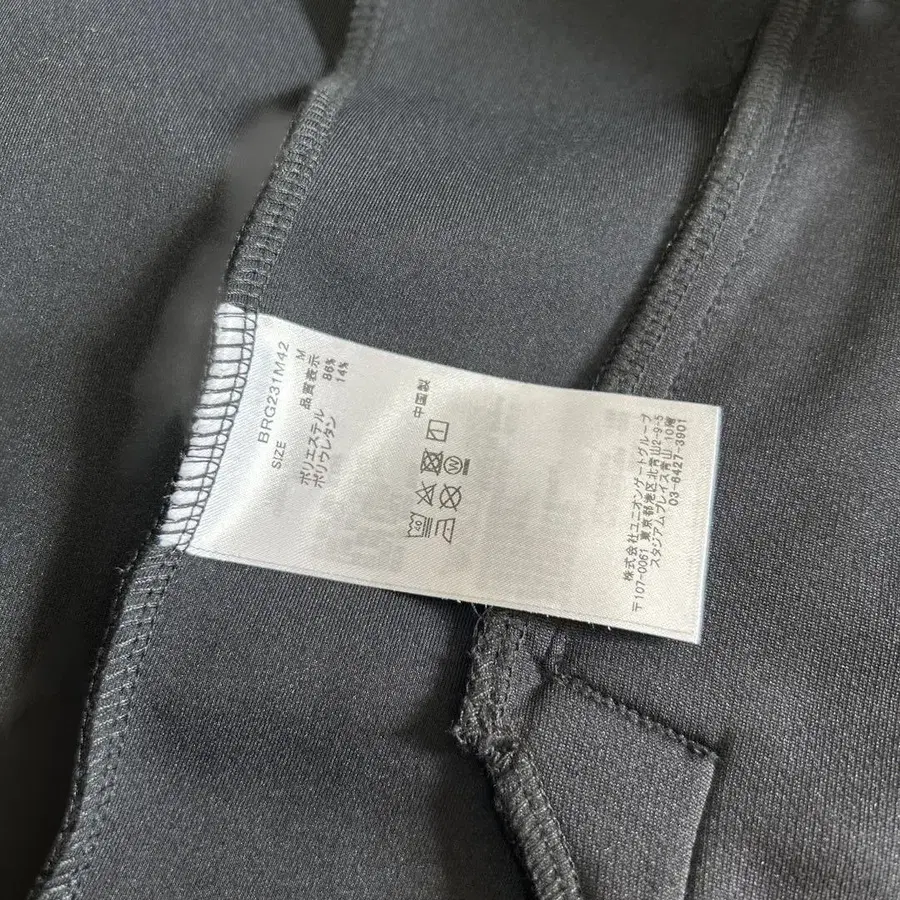 BRG231M42
SIZE M
品質表示
ポリエステル 86%
ポリウレタン 14%
40
W
中国製
株式会社ユニオンゲートグループ
〒107-0061 東京都港区北青山2-9-5
スタジアムプレイス青山 10階
03-6427-3901